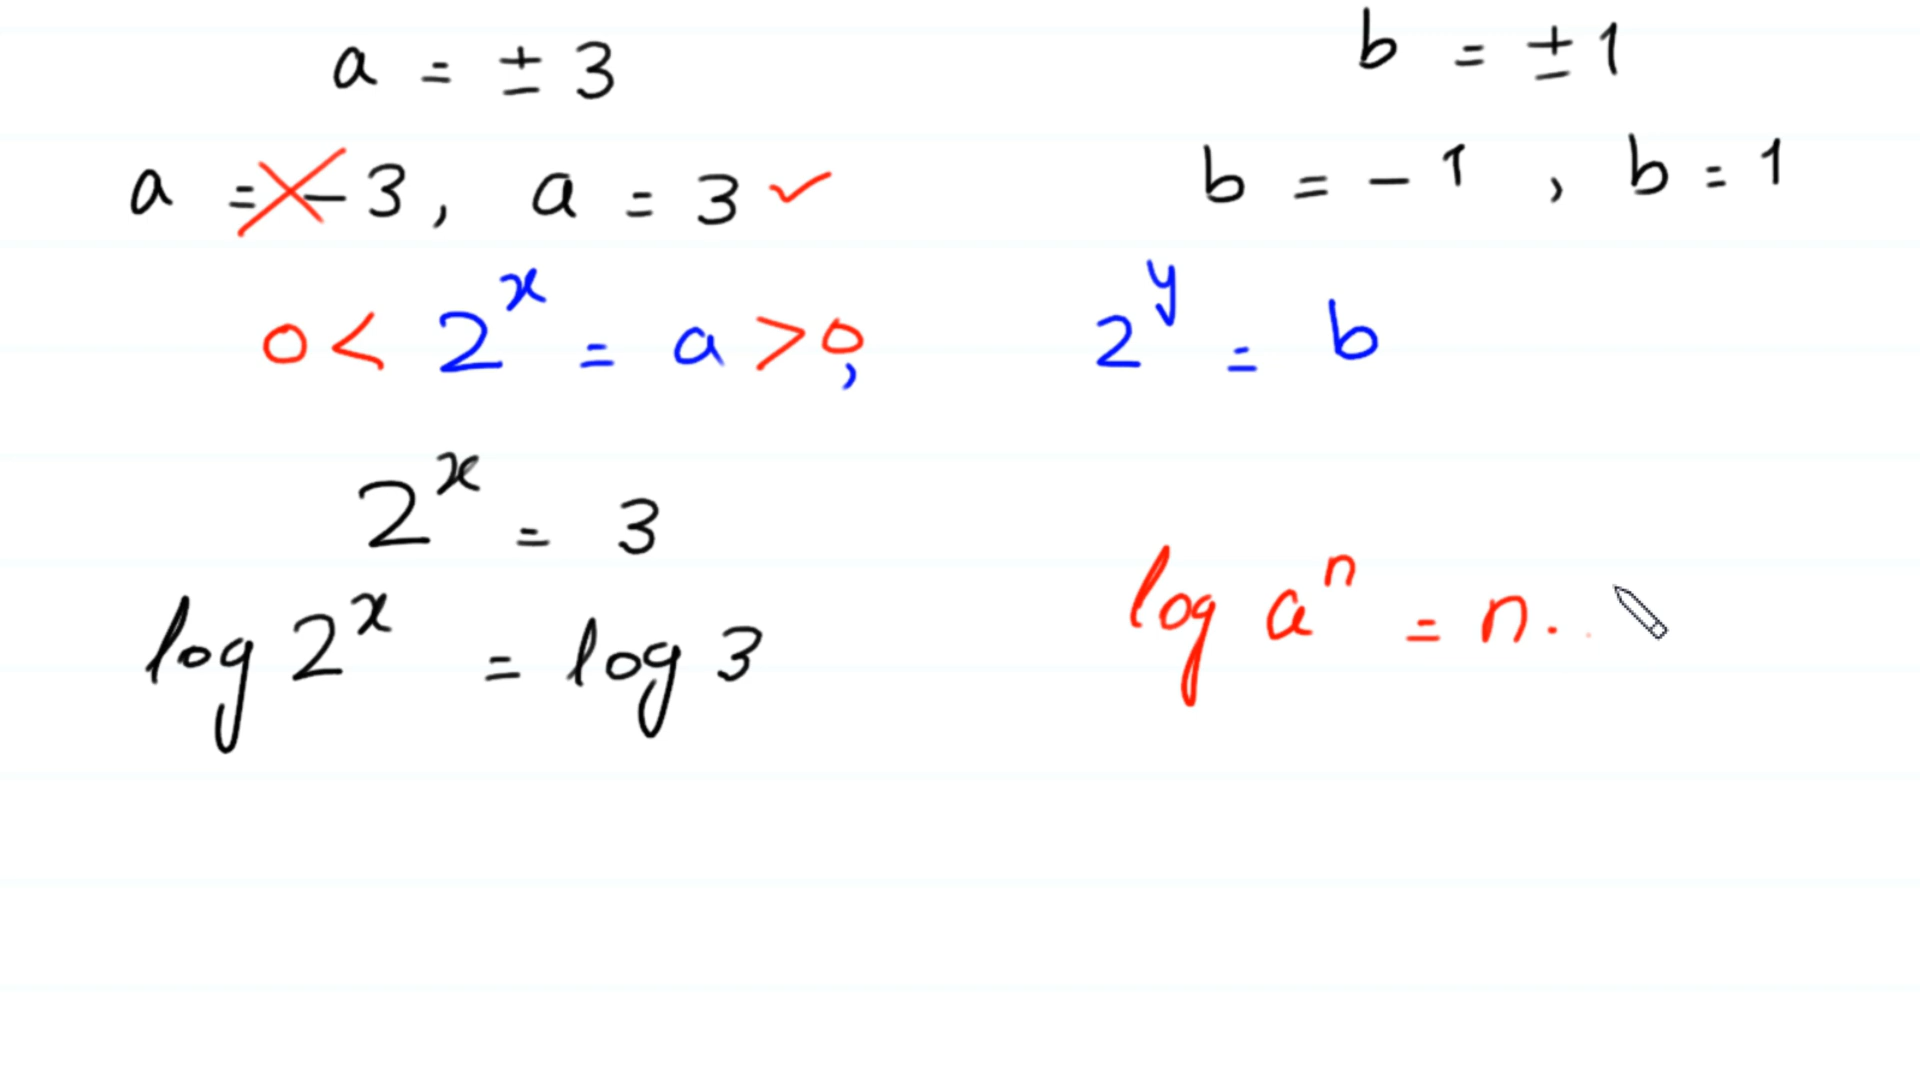 a = ± 3
b = ± 1
a = - 3 , a = 3 ✓
b = - 1 , b = 1
0 < 2^x = a > 0 ,
2^y = b
2^x = 3
log 2^x = log 3
log a^n = n .